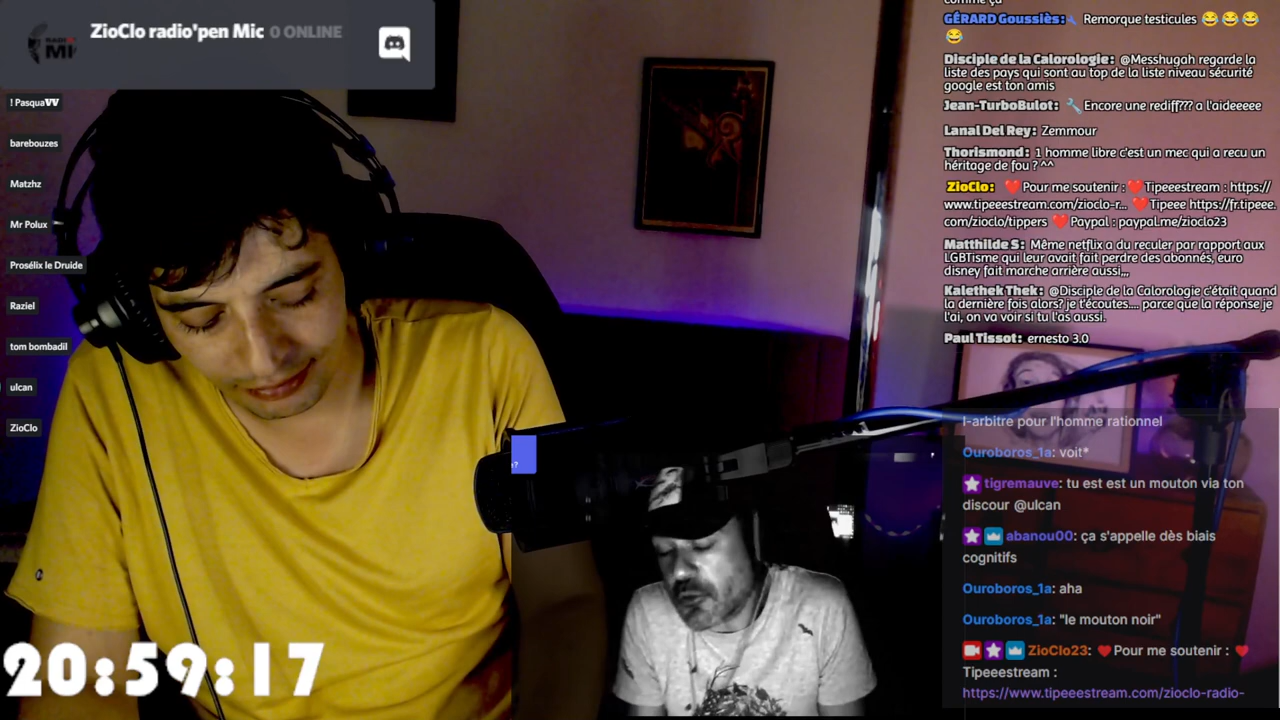 ZioClo radio'pen Mic 0 ONLINE
! PasquaVV
barebouzes
Matzhz
Mr Polux
Prosélix le Druide
Raziel
tom bombadil
ulcan
ZioClo
20:59:17
comme ça
GÉRARD Goussiès: Remorque testicules 😂😂😂
😂
Disciple de la Calorologie: @Messhugah regarde la
liste des pays qui sont au top de la liste niveau sécurité
google est ton amis
Jean-TurboBulot: 🔧 Encore une rediff??? a l'aideeeee
Lanal Del Rey: Zemmour
Thorismond: 1 homme libre c'est un mec qui a recu un
héritage de fou ? ^^
ZioClo: ❤️Pour me soutenir :❤️Tipeeestream : https://
www.tipeeestream.com/zioclo-r... ❤️Tipeee https://fr.tipeee.
com/zioclo/tippers ❤️Paypal : paypal.me/zioclo23
Matthilde S: Même netflix a du reculer par rapport aux
LGBTisme qui leur avait fait perdre des abonnés, euro
disney fait marche arrière aussi,,,
Kalethek Thek: @Disciple de la Calorologie c'était quand
la dernière fois alors? je t'écoutes.... parce que la réponse je
l'ai, on va voir si tu l'as aussi.
Paul Tissot: ernesto 3.0
l-arbitre pour l'homme rationnel
Ouroboros_1a: voit*
tigremauve: tu est est un mouton via ton
discour @ulcan
abanou00: ça s'appelle dès biais
cognitifs
Ouroboros_1a: aha
Ouroboros_1a: "le mouton noir"
ZioClo23: ❤️Pour me soutenir : ❤️
Tipeeestream :
https://www.tipeeestream.com/zioclo-radio-